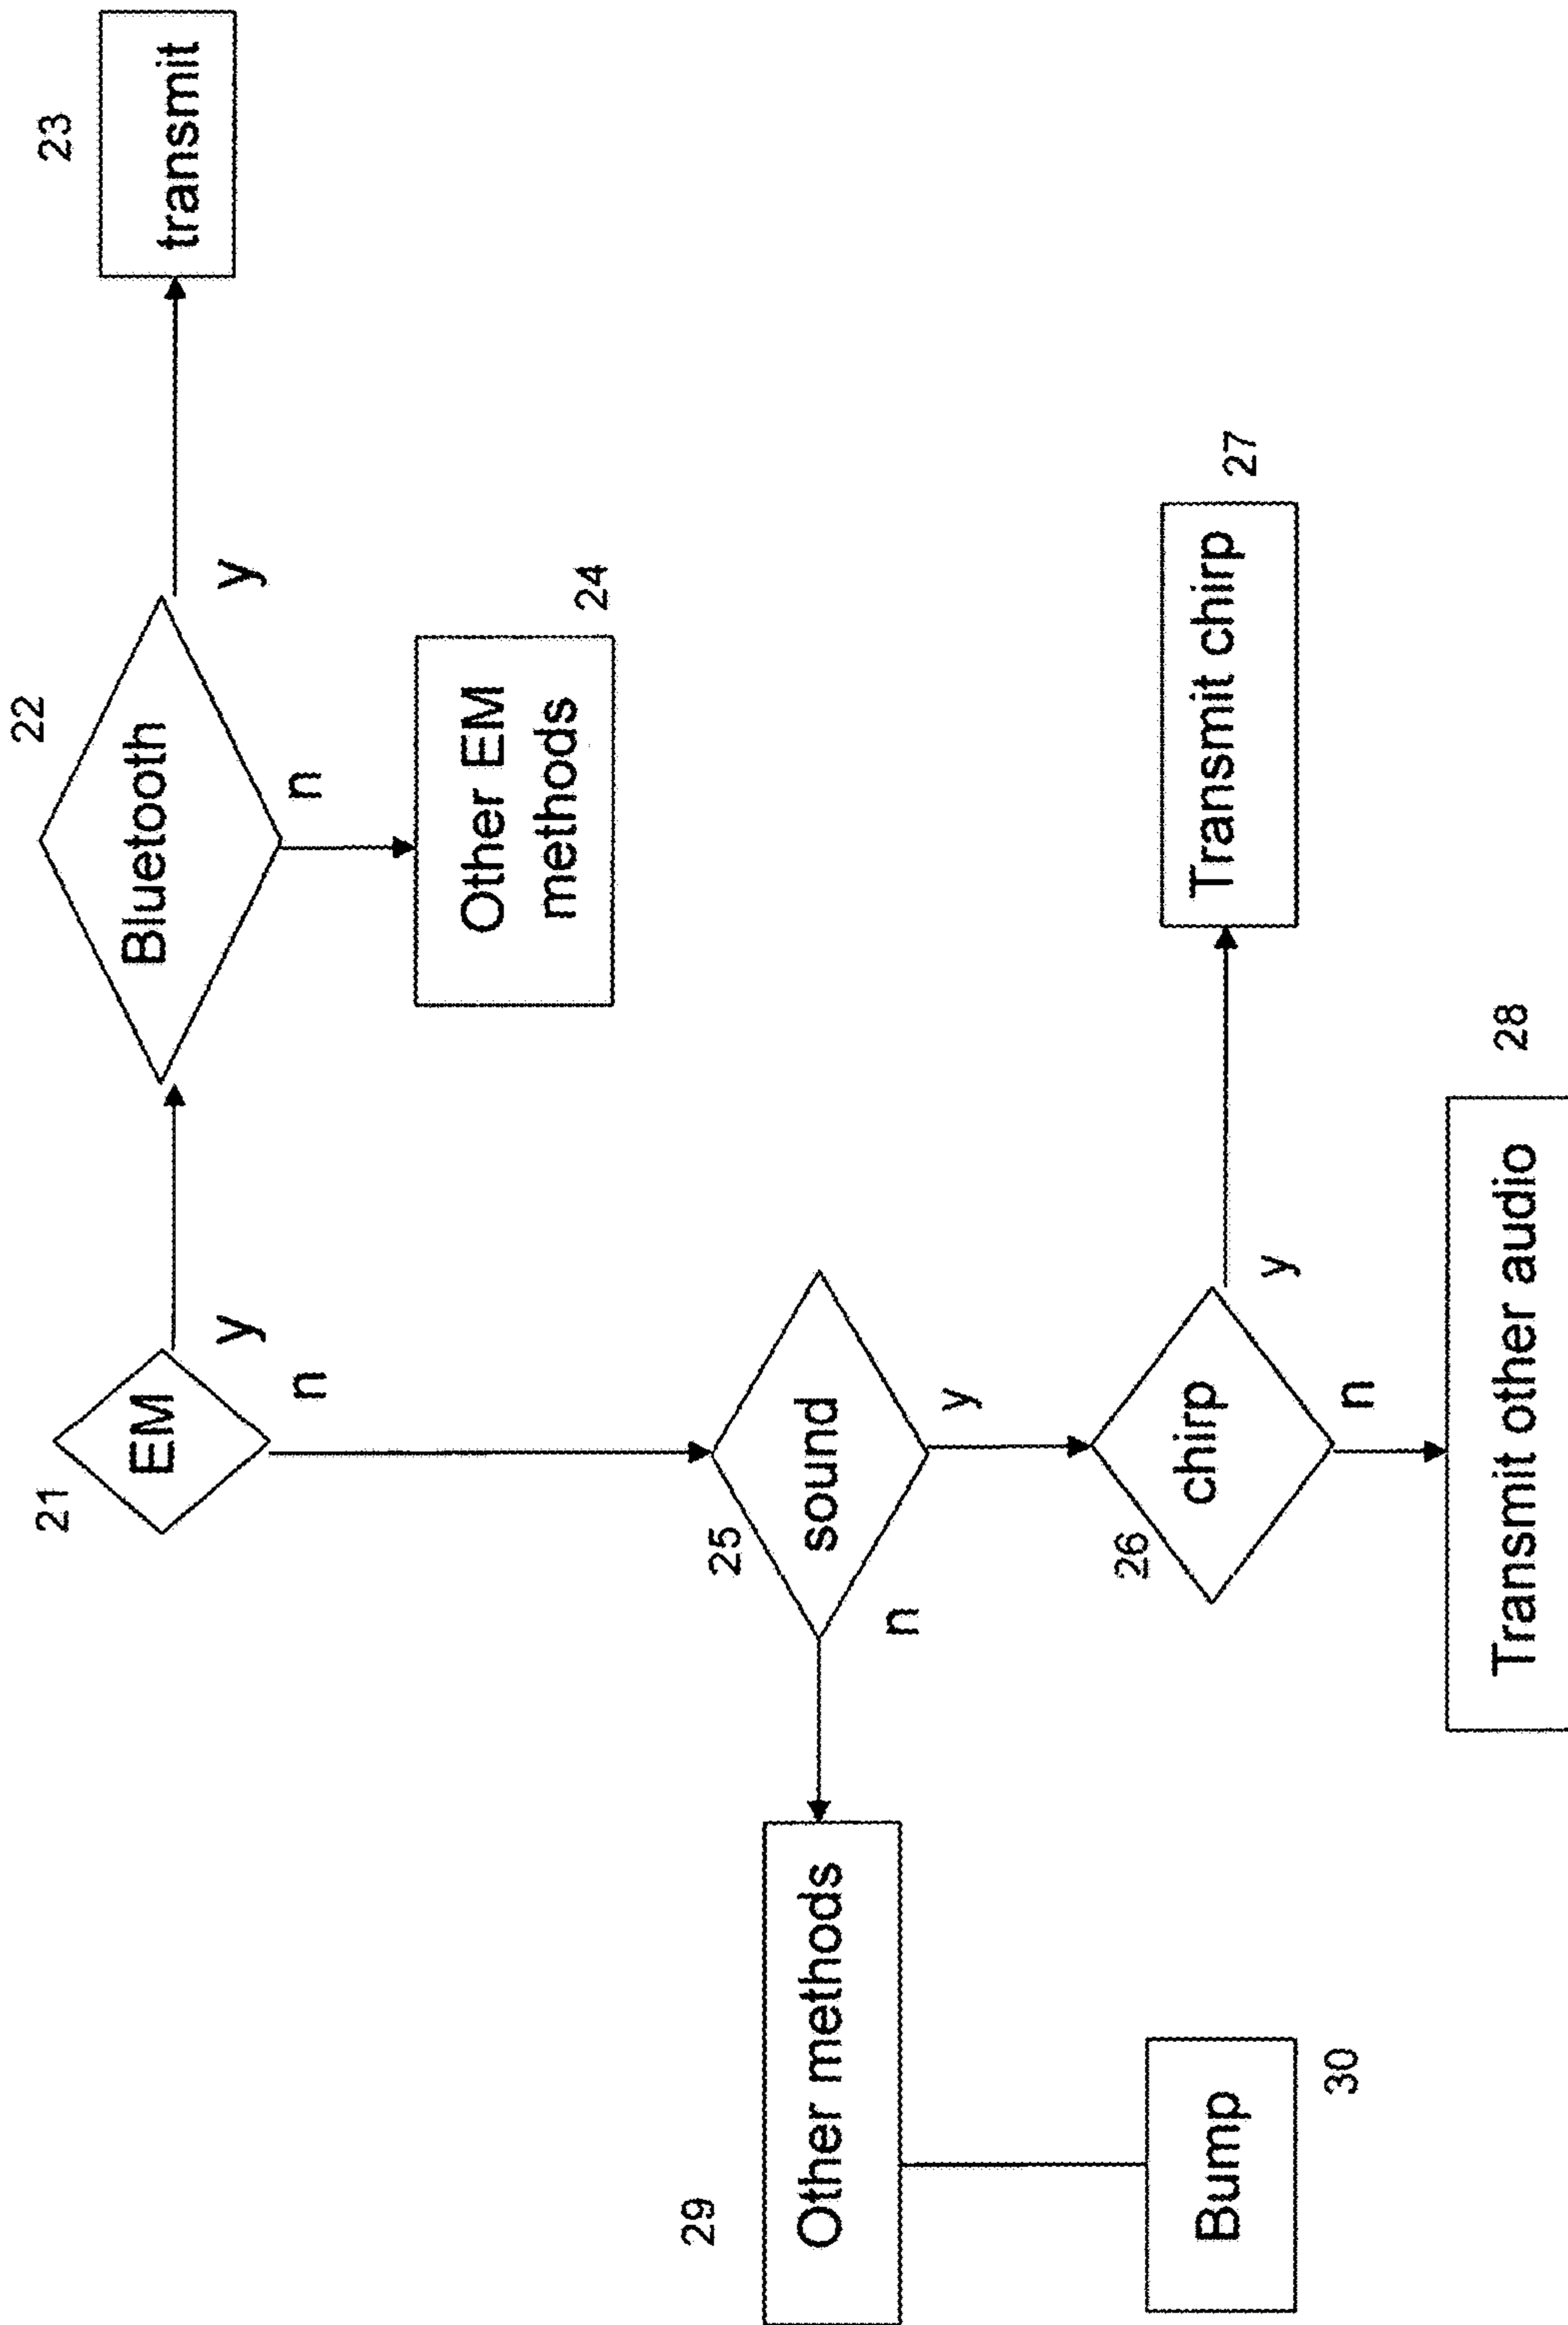 21
EM
y
n
22
Bluetooth
y
n
23
transmit
Other EM
methods
24
25
sound
n
y
29
Other methods
26
chirp
y
n
Transmit chirp
27
Bump
30
Transmit other audio
28